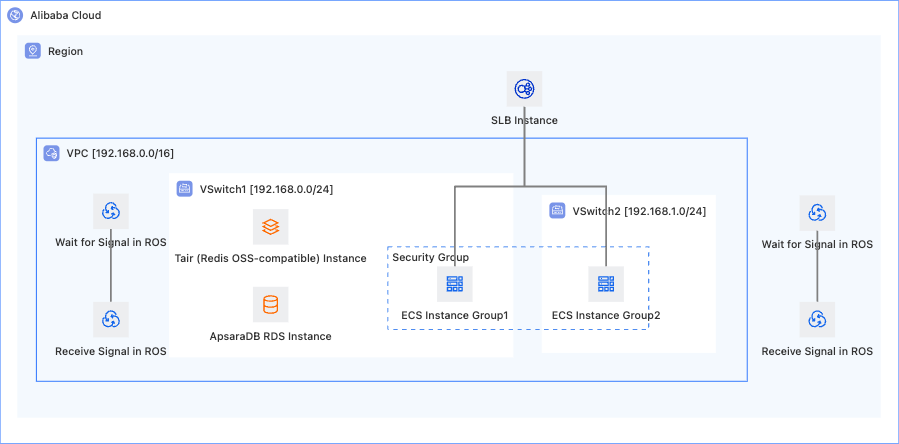 Alibaba Cloud
Region
SLB Instance
VPC [192.168.0.0/16]
VSwitch1 [192.168.0.0/24]
VSwitch2 [192.168.1.0/24]
Wait for Signal in ROS
Wait for Signal in ROS
Tair (Redis OSS-compatible) Instance
Security Group
ECS Instance Group1
ECS Instance Group2
ApsaraDB RDS Instance
Receive Signal in ROS
Receive Signal in ROS